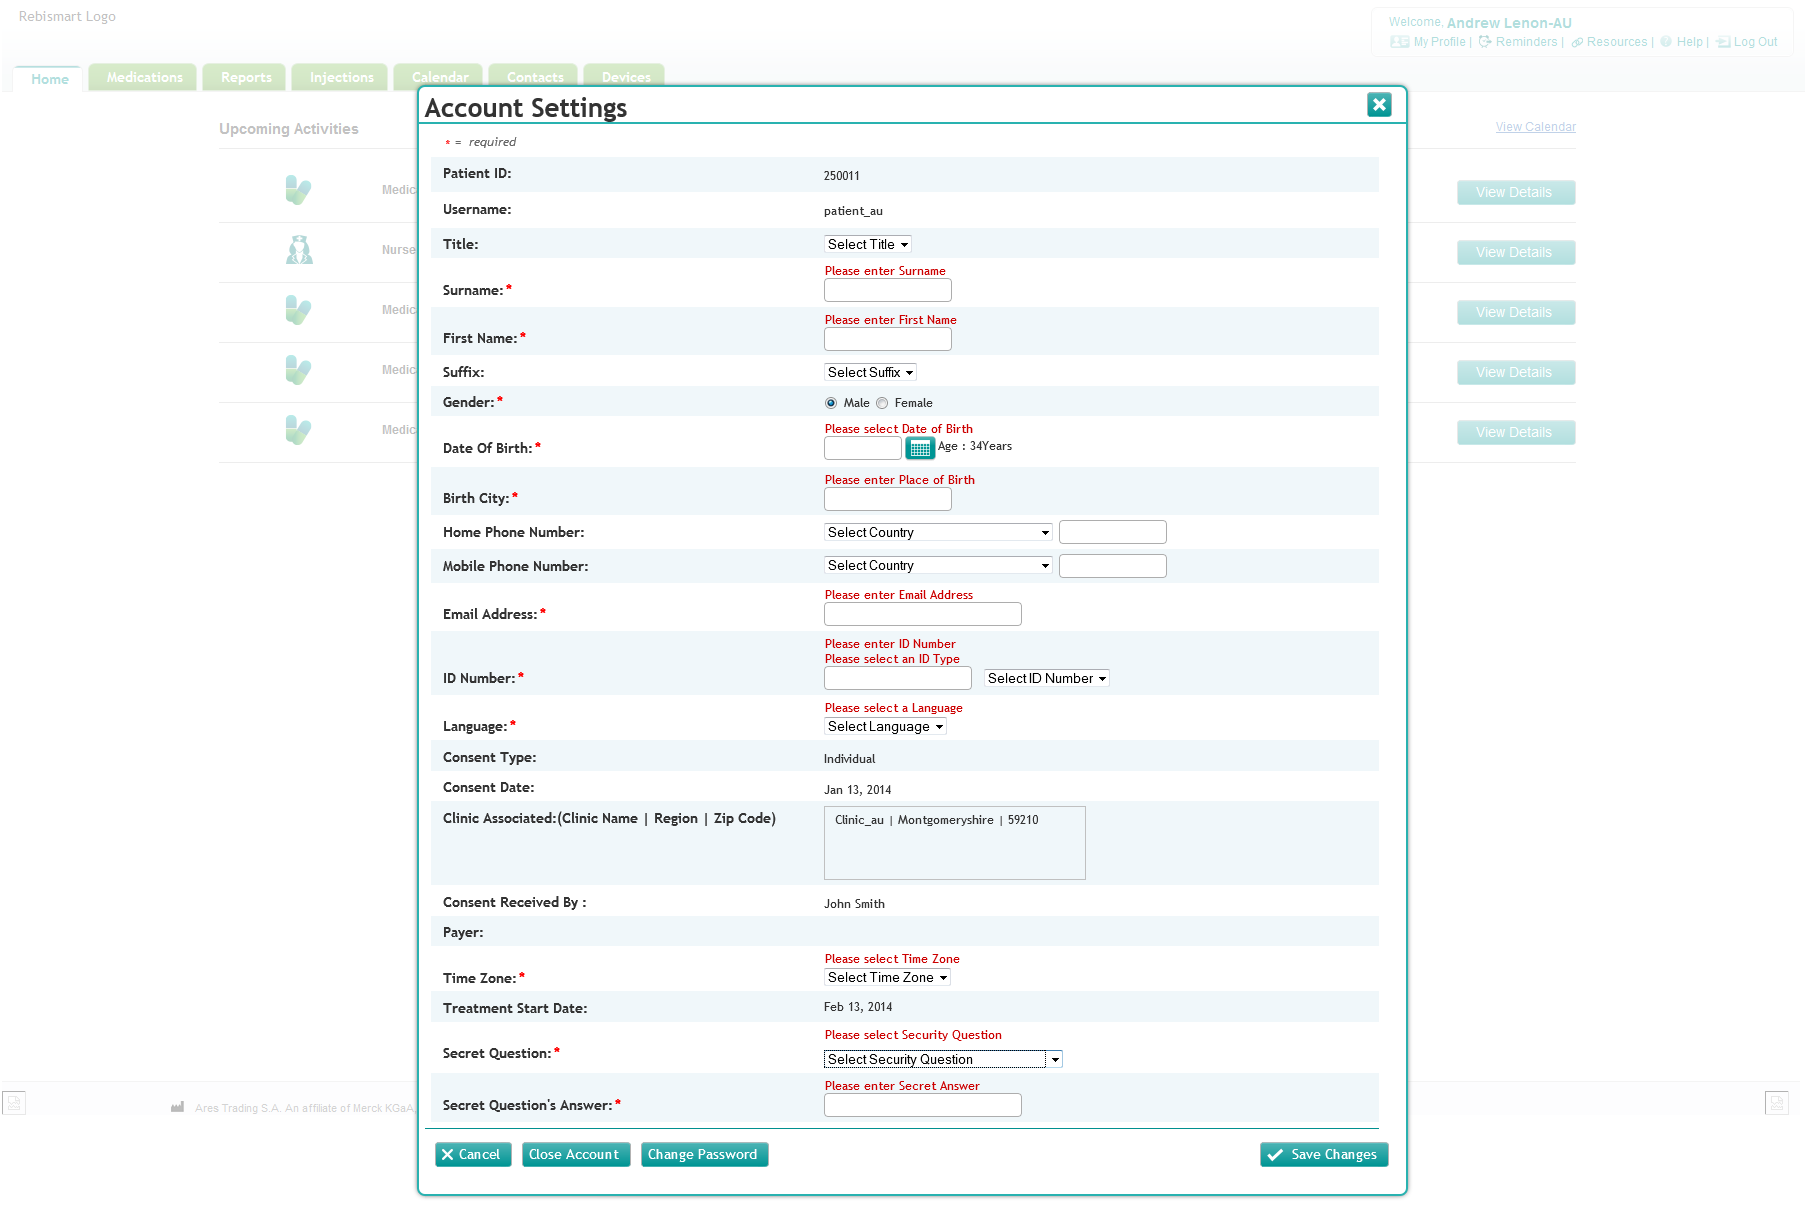 Rebismart Logo
Welcome, Andrew Lenon-AU
My Profile | Reminders | Resources | Help | Log Out
Home Medications Reports Injections Calendar Contacts Devices
Account Settings
Upcoming Activities
View Calendar
* = required
Patient ID: 250011
Medic
View Details
Username: patient_au
Title: Select Title
Nurse
View Details
Please enter Surname
Surname:*
Medic
View Details
Please enter First Name
First Name:*
Suffix: Select Suffix
Medic
View Details
Gender:* Male Female
Please select Date of Birth
Medic
View Details
Date Of Birth:* Age : 34Years
Please enter Place of Birth
Birth City:*
Home Phone Number: Select Country
Mobile Phone Number: Select Country
Please enter Email Address
Email Address:*
Please enter ID Number
Please select an ID Type
ID Number:* Select ID Number
Please select a Language
Language:* Select Language
Consent Type: Individual
Consent Date: Jan 13, 2014
Clinic Associated:(Clinic Name | Region | Zip Code) Clinic_au | Montgomeryshire | 59210
Consent Received By : John Smith
Payer:
Please select Time Zone
Time Zone:* Select Time Zone
Treatment Start Date: Feb 13, 2014
Please select Security Question
Secret Question:* Select Security Question
Please enter Secret Answer
Secret Question's Answer:*
Ares Trading S.A. An affiliate of Merck KGaA,
Cancel Close Account Change Password Save Changes